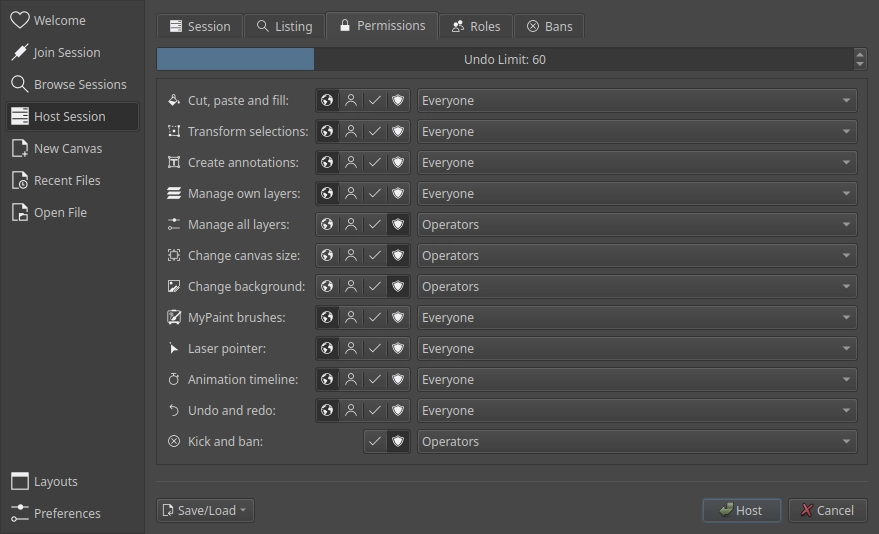 Welcome
Join Session
Browse Sessions
Host Session
New Canvas
Recent Files
Open File
Layouts
Preferences
Session
Listing
Permissions
Roles
Bans
Undo Limit: 60
Cut, paste and fill: Everyone
Transform selections: Everyone
Create annotations: Everyone
Manage own layers: Everyone
Manage all layers: Operators
Change canvas size: Operators
Change background: Operators
MyPaint brushes: Everyone
Laser pointer: Everyone
Animation timeline: Everyone
Undo and redo: Everyone
Kick and ban: Operators
Save/Load
Host
Cancel